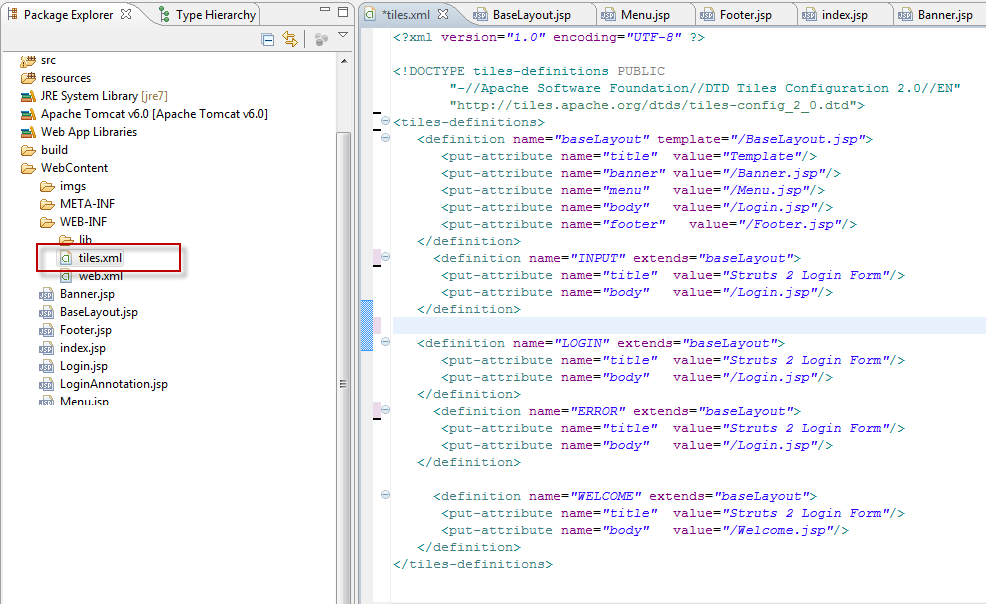 Package Explorer
Type Hierarchy
src
resources
JRE System Library [jre7]
Apache Tomcat v6.0 [Apache Tomcat v6.0]
Web App Libraries
build
WebContent
imgs
META-INF
WEB-INF
lib
tiles.xml
web.xml
Banner.jsp
BaseLayout.jsp
Footer.jsp
index.jsp
Login.jsp
LoginAnnotation.jsp
Menu.jsp
*tiles.xml
BaseLayout.jsp
Menu.jsp
Footer.jsp
index.jsp
Banner.jsp
<?xml version="1.0" encoding="UTF-8" ?>
<!DOCTYPE tiles-definitions PUBLIC
"-//Apache Software Foundation//DTD Tiles Configuration 2.0//EN"
"http://tiles.apache.org/dtds/tiles-config_2_0.dtd">
<tiles-definitions>
<definition name="baseLayout" template="/BaseLayout.jsp">
<put-attribute name="title" value="Template"/>
<put-attribute name="banner" value="/Banner.jsp"/>
<put-attribute name="menu" value="/Menu.jsp"/>
<put-attribute name="body" value="/Login.jsp"/>
<put-attribute name="footer" value="/Footer.jsp"/>
</definition>
<definition name="INPUT" extends="baseLayout">
<put-attribute name="title" value="Struts 2 Login Form"/>
<put-attribute name="body" value="/Login.jsp"/>
</definition>
<definition name="LOGIN" extends="baseLayout">
<put-attribute name="title" value="Struts 2 Login Form"/>
<put-attribute name="body" value="/Login.jsp"/>
</definition>
<definition name="ERROR" extends="baseLayout">
<put-attribute name="title" value="Struts 2 Login Form"/>
<put-attribute name="body" value="/Login.jsp"/>
</definition>
<definition name="WELCOME" extends="baseLayout">
<put-attribute name="title" value="Struts 2 Login Form"/>
<put-attribute name="body" value="/Welcome.jsp"/>
</definition>
</tiles-definitions>